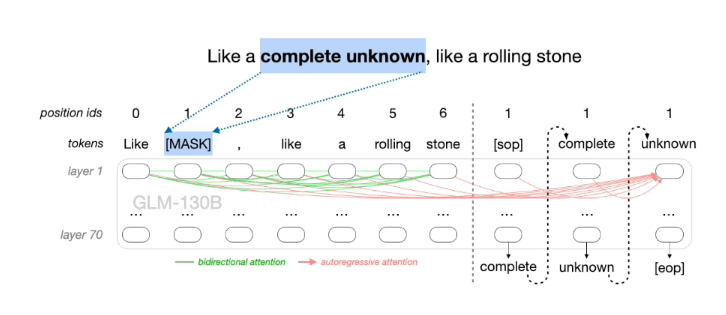 Like a complete unknown, like a rolling stone
position ids 0 1 2 3 4 5 6 1 1 1
tokens Like [MASK] , like a rolling stone [sop] complete unknown
layer 1
GLM-130B
... ... ... ... ... ... ... ... ... ...
layer 70
bidirectional attention autoregressive attention
complete unknown [eop]